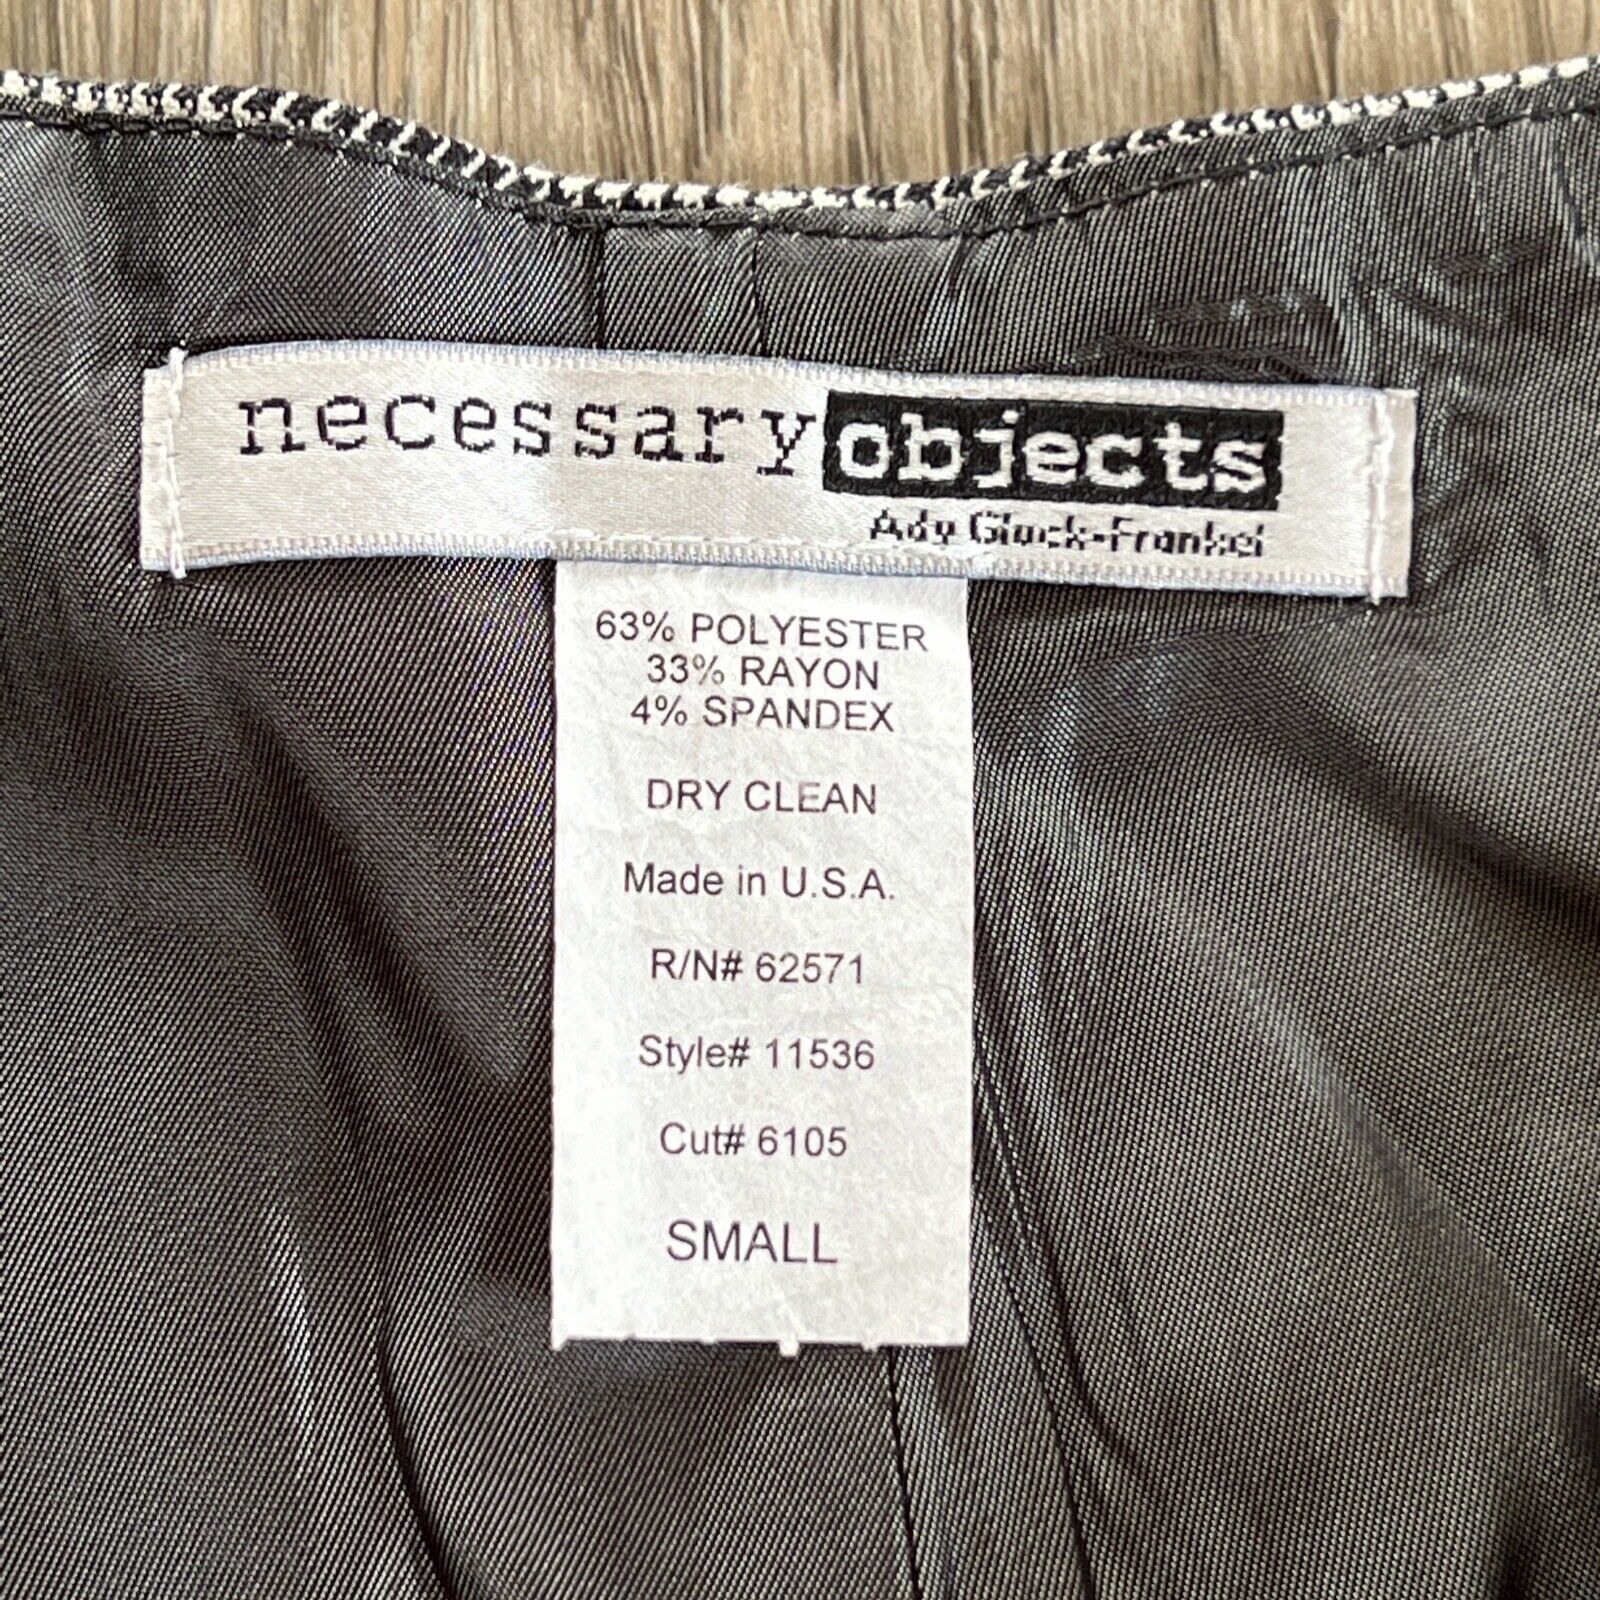 necessary objects
Ady Gluck-Frankel
63% POLYESTER
33% RAYON
4% SPANDEX
DRY CLEAN
Made in U.S.A.
R/N# 62571
Style# 11536
Cut# 6105
SMALL